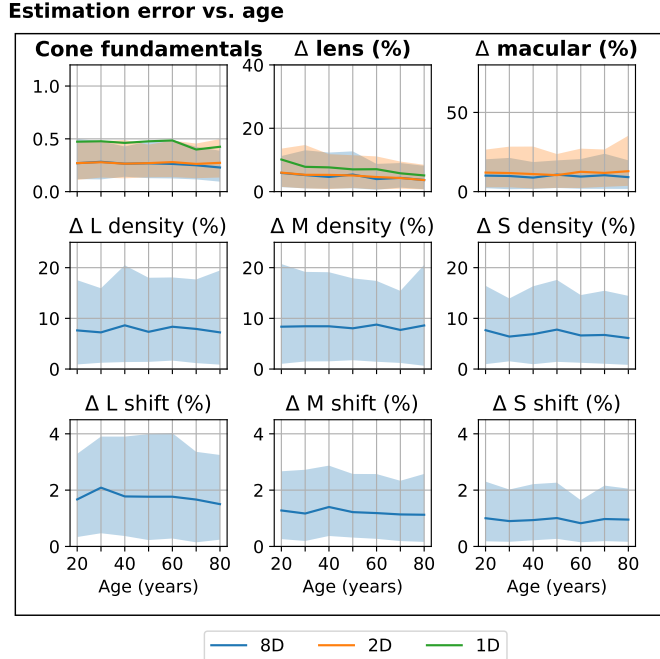 Estimation error vs. age
Cone fundamentals Δ lens (%) Δ macular (%)
1.0 40
0.5 20 50
0.0 0 0
Δ L density (%) Δ M density (%) Δ S density (%)
20 20 20
10 10 10
0 0 0
Δ L shift (%) Δ M shift (%) Δ S shift (%)
4 4 4
2 2 2
0 0 0
20 40 60 80 20 40 60 80 20 40 60 80
Age (years) Age (years) Age (years)
8D 2D 1D